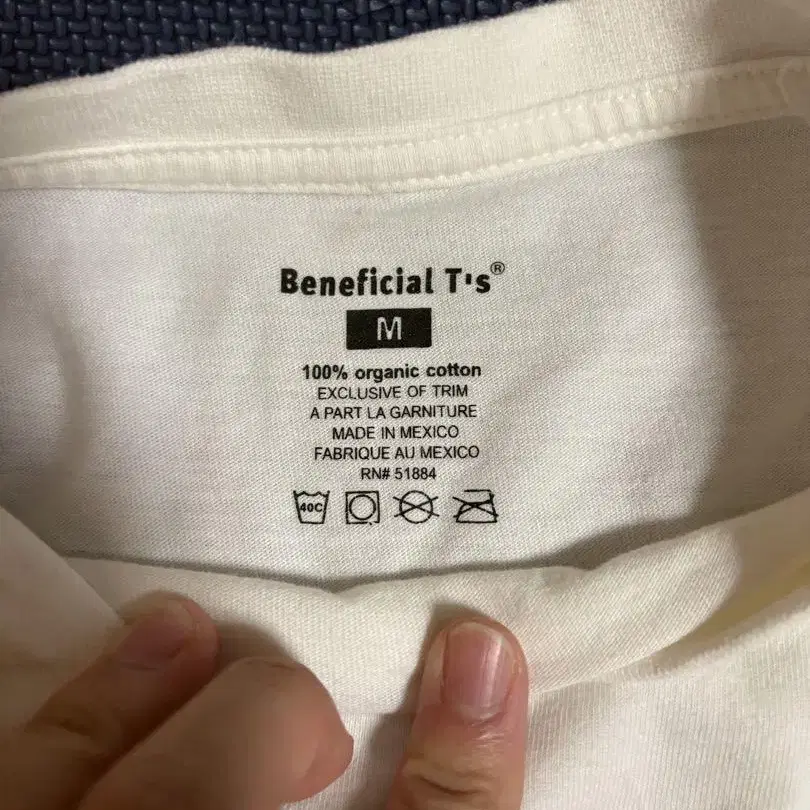 Beneficial T's®
M
100% organic cotton
EXCLUSIVE OF TRIM
A PART LA GARNITURE
MADE IN MEXICO
FABRIQUE AU MEXICO
RN# 51884
40C